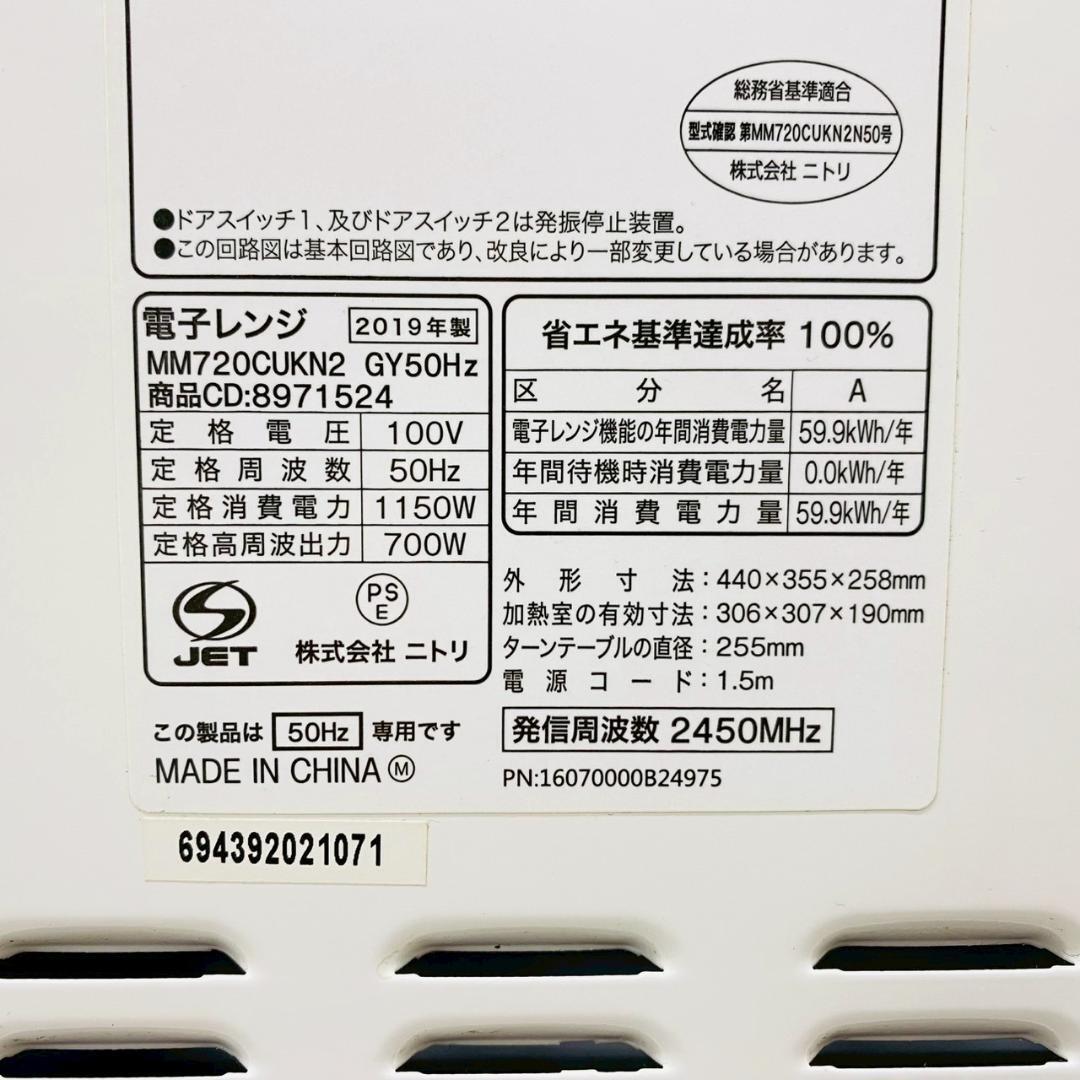 総務省基準適合
型式確認 第MM720CUKN2N50号
株式会社 ニトリ
●ドアスイッチ1、及びドアスイッチ2は発振停止装置。
●この回路図は基本回路図であり、改良により一部変更している場合があります。
電子レンジ 2019年製
MM720CUKN2 GY50Hz
商品CD:8971524
定格電圧 100V
定格周波数 50Hz
定格消費電力 1150W
定格高周波出力 700W
JET
PS
E
株式会社 ニトリ
この製品は 50Hz 専用です
MADE IN CHINA Ⓜ
省エネ基準達成率 100%
区分名 A
電子レンジ機能の年間消費電力量 59.9kWh/年
年間待機時消費電力量 0.0kWh/年
年間消費電力量 59.9kWh/年
外形寸法:440×355×258mm
加熱室の有効寸法:306×307×190mm
ターンテーブルの直径:255mm
電源コード:1.5m
発信周波数 2450MHz
PN:16070000B24975
694392021071